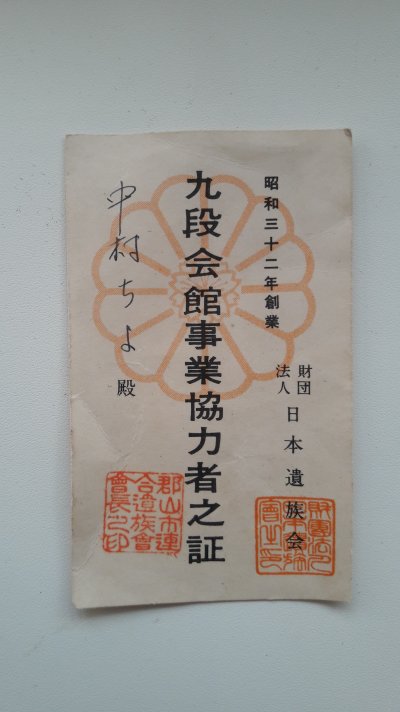 昭和三十二年創業
財団法人 日本遺族会
九段会館事業協力者之証
中村ちよ殿
郡山市連合遺族會會長之印